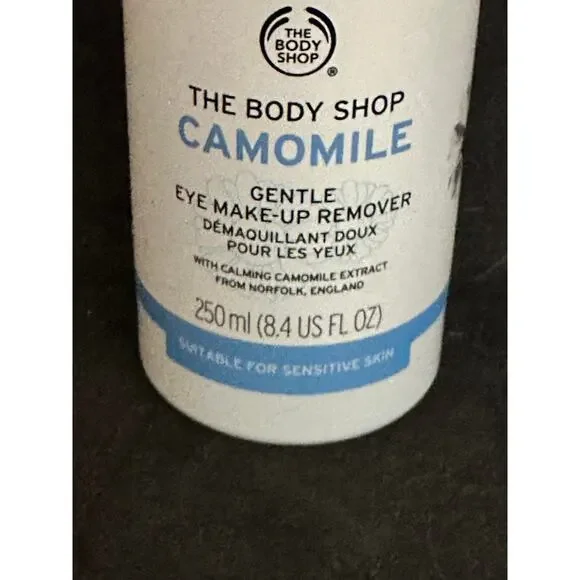 THE
BODY
SHOP
®
THE BODY SHOP
CAMOMILE
GENTLE
EYE MAKE-UP REMOVER
DÉMAQUILLANT DOUX
POUR LES YEUX
WITH CALMING CAMOMILE EXTRACT
FROM NORFOLK, ENGLAND
250 ml (8.4 US FL OZ)
SUITABLE FOR SENSITIVE SKIN